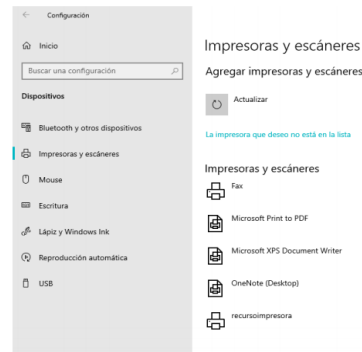 Configuración
Inicio
Buscar una configuración
Dispositivos
Bluetooth y otros dispositivos
Impresoras y escáneres
Mouse
Escritura
Lápiz y Windows Ink
Reproducción automática
USB
Impresoras y escáneres
Agregar impresoras y escáneres
Actualizar
La impresora que deseo no está en la lista
Impresoras y escáneres
Fax
Microsoft Print to PDF
Microsoft XPS Document Writer
OneNote (Desktop)
recursoimpresora